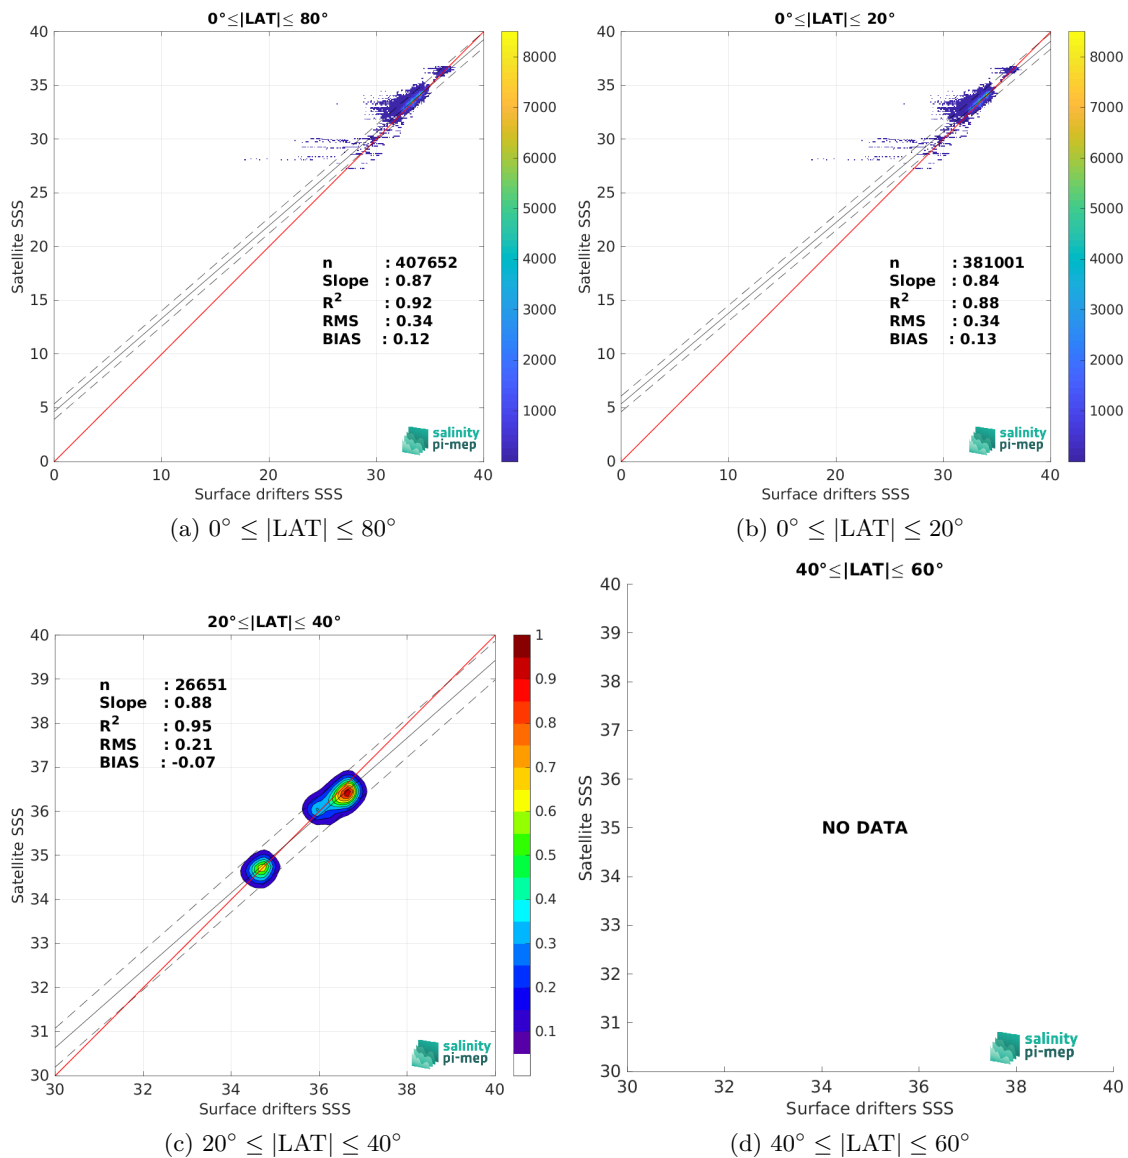 0°≤|LAT|≤ 80°
40
35
30
25
20
15
10
5
0
0
10
20
30
40
Satellite SSS
Surface drifters SSS
n : 407652
Slope : 0.87
R² : 0.92
RMS : 0.34
BIAS : 0.12
8000
7000
6000
5000
4000
3000
2000
1000
salinity
pi-mep
(a) 0° ≤ |LAT| ≤ 80°
0°≤|LAT|≤ 20°
40
35
30
25
20
15
10
5
0
0
10
20
30
40
Satellite SSS
Surface drifters SSS
n : 381001
Slope : 0.84
R² : 0.88
RMS : 0.34
BIAS : 0.13
8000
7000
6000
5000
4000
3000
2000
1000
salinity
pi-mep
(b) 0° ≤ |LAT| ≤ 20°
20°≤|LAT|≤ 40°
40
39
38
37
36
35
34
33
32
31
30
30
32
34
36
38
40
Satellite SSS
Surface drifters SSS
n : 26651
Slope : 0.88
R² : 0.95
RMS : 0.21
BIAS : -0.07
1
0.9
0.8
0.7
0.6
0.5
0.4
0.3
0.2
0.1
salinity
pi-mep
(c) 20° ≤ |LAT| ≤ 40°
40°≤|LAT|≤ 60°
40
39
38
37
36
35
34
33
32
31
30
30
32
34
36
38
40
Satellite SSS
Surface drifters SSS
NO DATA
salinity
pi-mep
(d) 40° ≤ |LAT| ≤ 60°